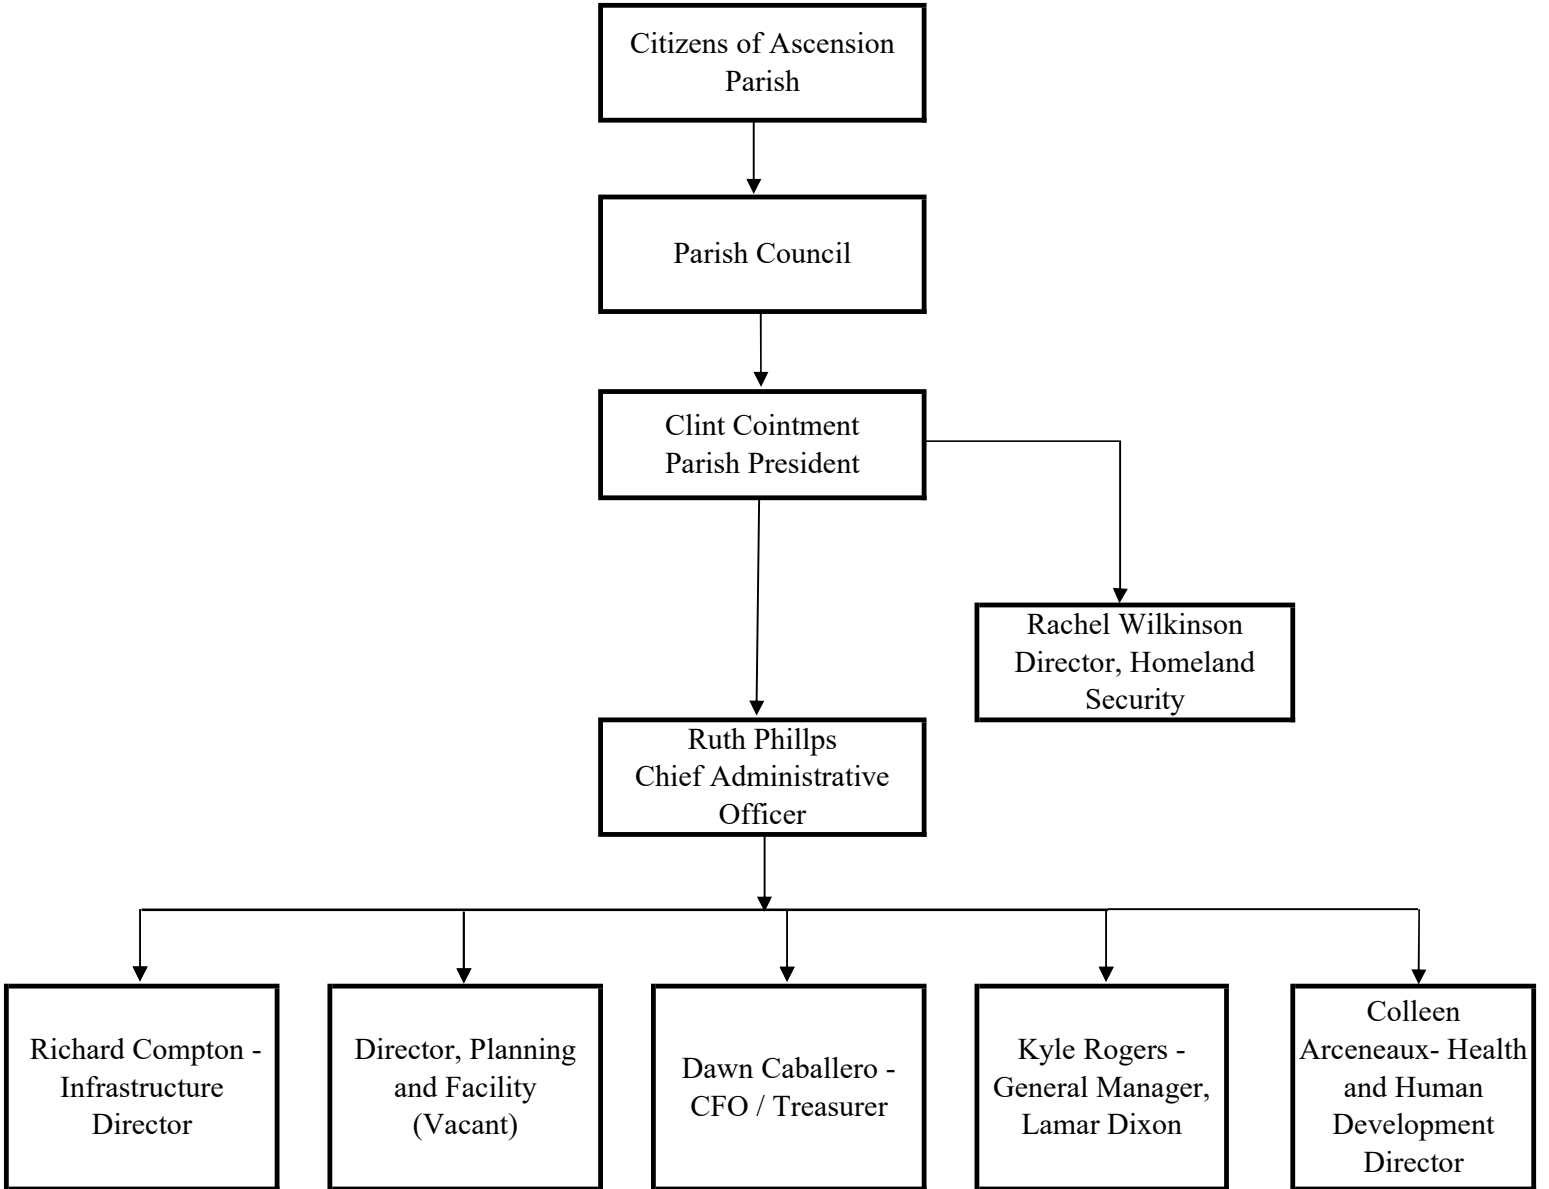 Citizens of Ascension
Parish
Parish Council
Clint Cointment
Parish President
Rachel Wilkinson
Director, Homeland
Security
Ruth Phillps
Chief Administrative
Officer
Richard Compton -
Infrastructure
Director
Director, Planning
and Facility
(Vacant)
Dawn Caballero -
CFO / Treasurer
Kyle Rogers -
General Manager,
Lamar Dixon
Colleen
Arceneaux- Health
and Human
Development
Director